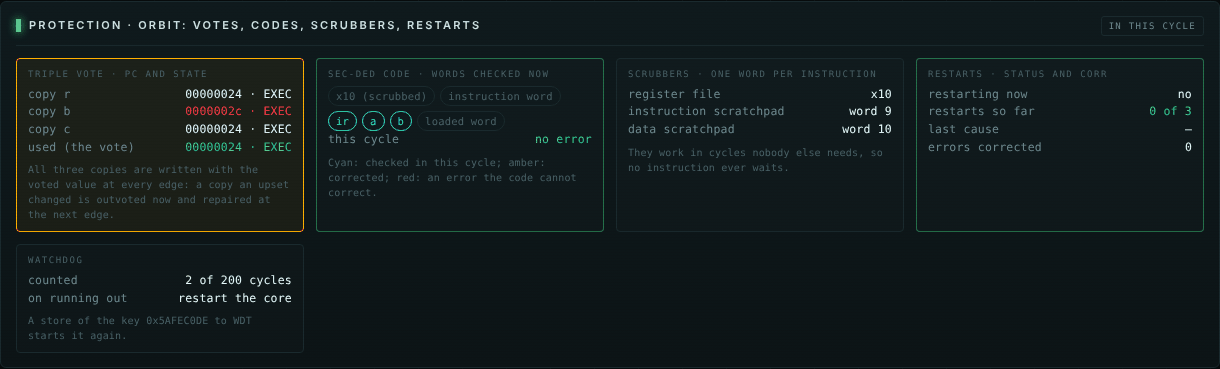 PROTECTION · ORBIT: VOTES, CODES, SCRUBBERS, RESTARTS
IN THIS CYCLE
TRIPLE VOTE · PC AND STATE
copy r 00000024 · EXEC
copy b 0000002c · EXEC
copy c 00000024 · EXEC
used (the vote) 00000024 · EXEC
All three copies are written with the
voted value at every edge: a copy an upset
changed is outvoted now and repaired at
the next edge.
SEC-DED CODE · WORDS CHECKED NOW
x10 (scrubbed) instruction word
ir a b loaded word
this cycle no error
Cyan: checked in this cycle; amber:
corrected; red: an error the code cannot
correct.
SCRUBBERS · ONE WORD PER INSTRUCTION
register file x10
instruction scratchpad word 9
data scratchpad word 10
They work in cycles nobody else needs, so
no instruction ever waits.
RESTARTS · STATUS AND CORR
restarting now no
restarts so far 0 of 3
last cause —
errors corrected 0
WATCHDOG
counted 2 of 200 cycles
on running out restart the core
A store of the key 0x5AFEC0DE to WDT
starts it again.